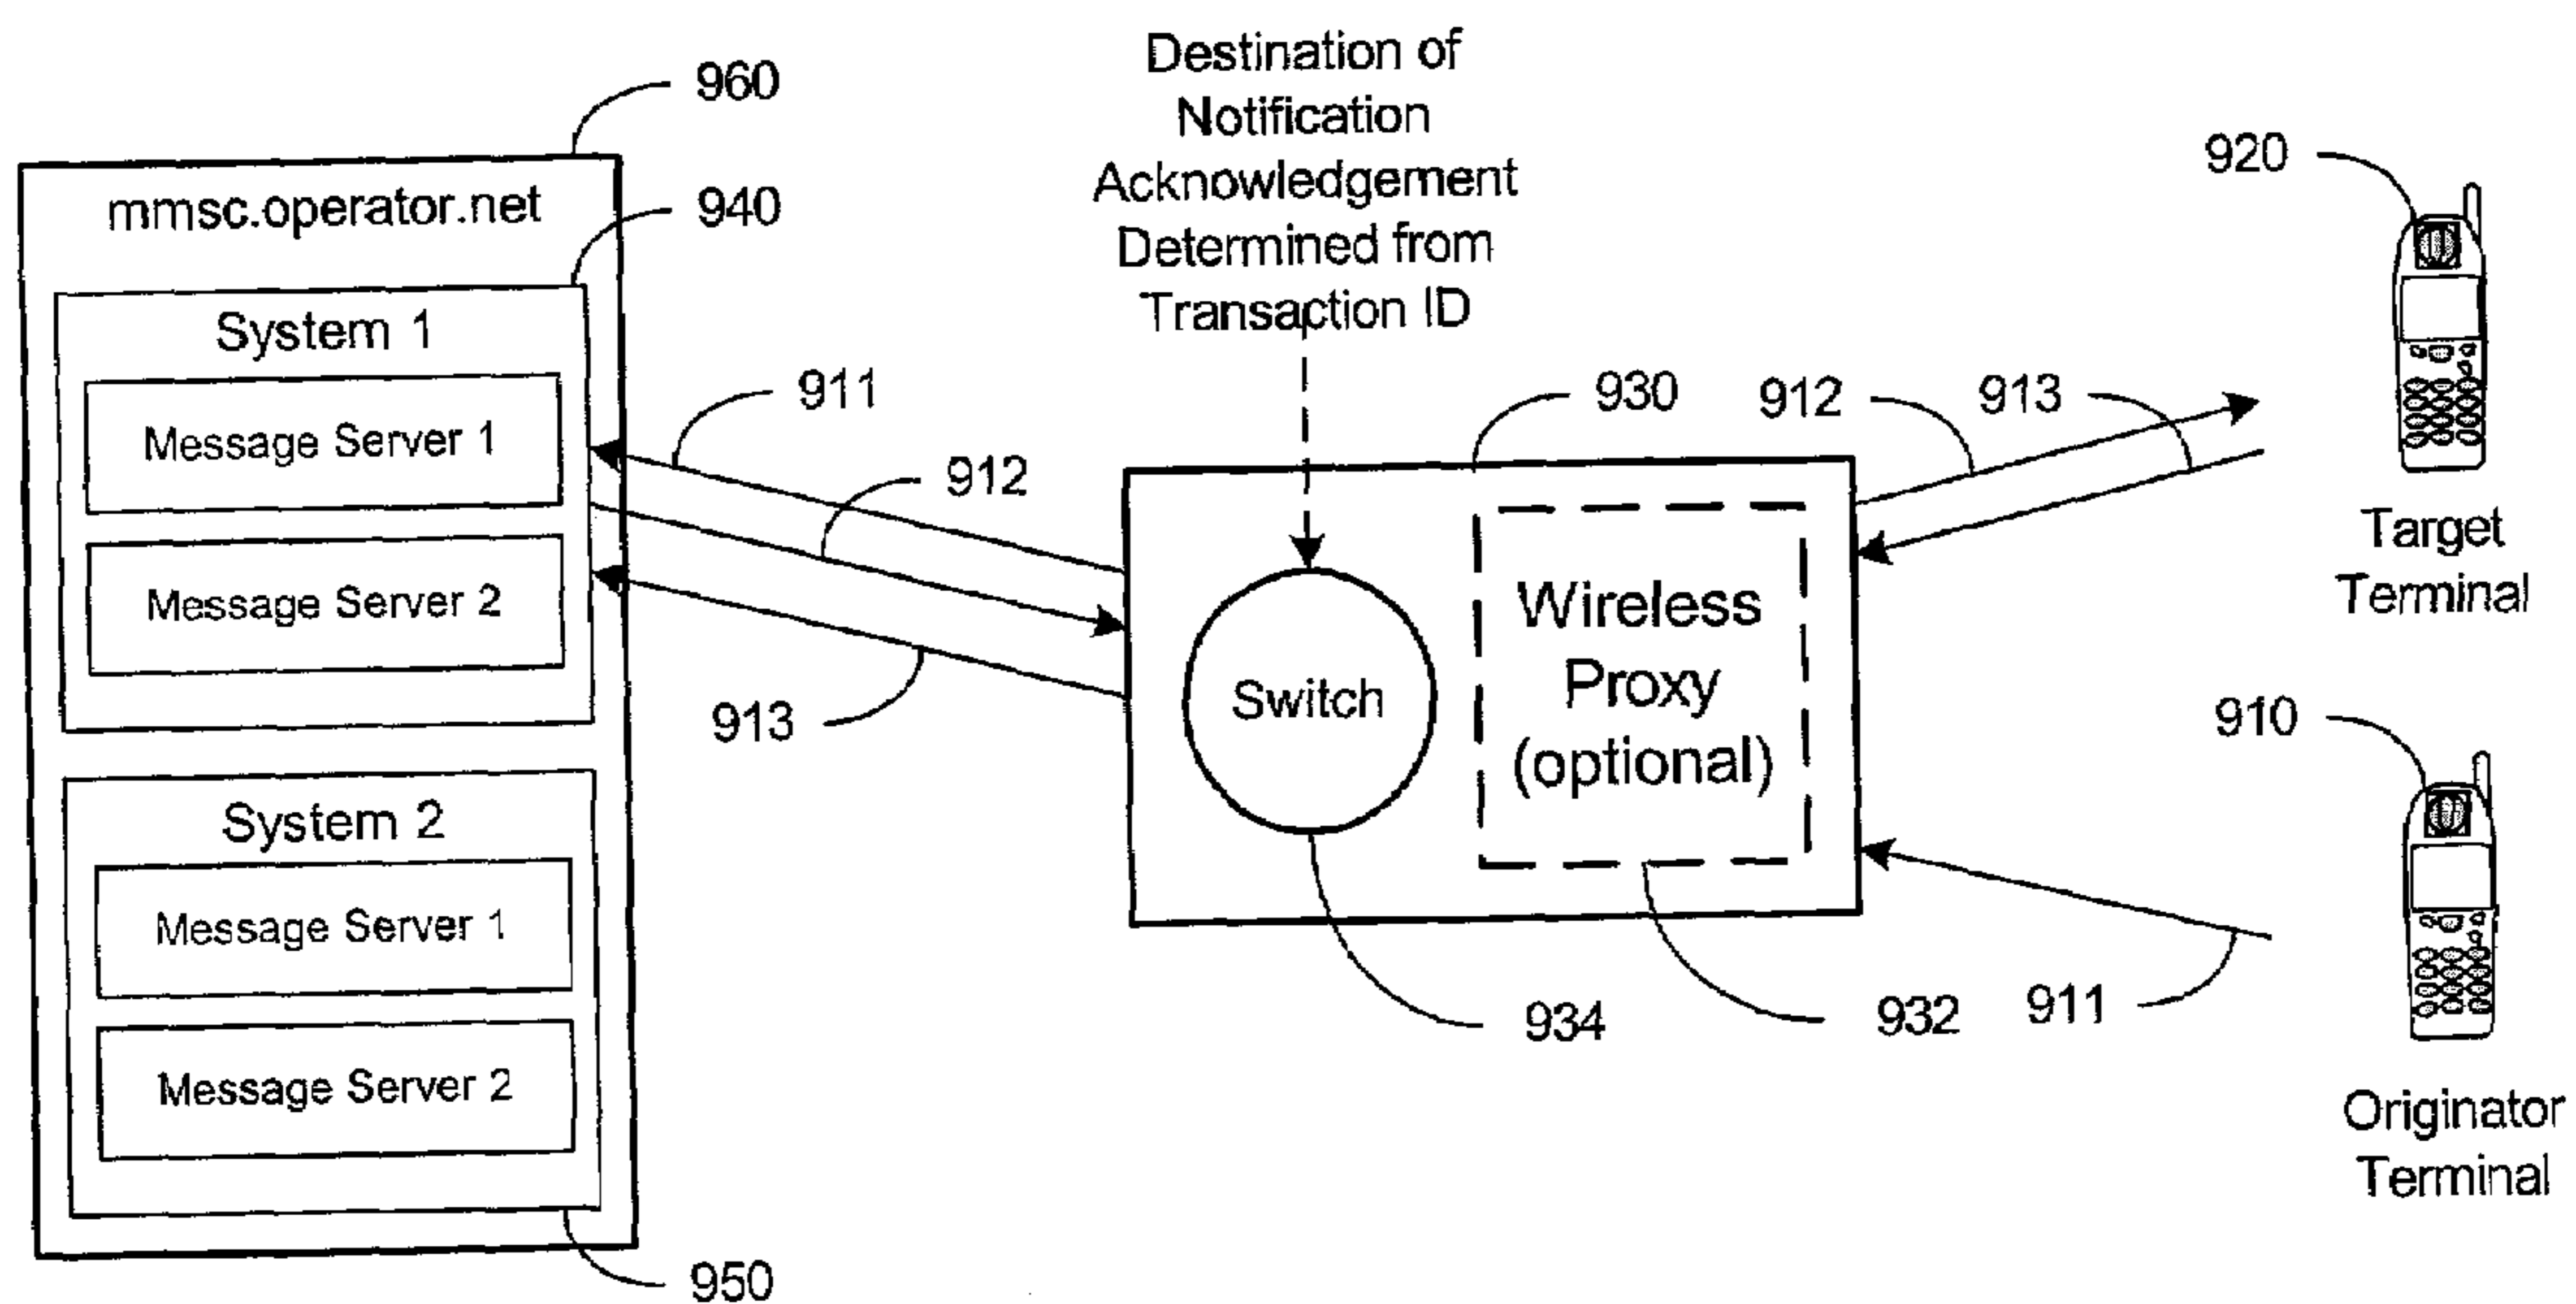 960
mmsc.operator.net
940
System 1
Message Server 1
Message Server 2
System 2
Message Server 1
Message Server 2
950
911
912
913
Destination of
Notification
Acknowledgement
Determined from
Transaction ID
930
Switch
Wireless
Proxy
(optional)
934
932
912
913
911
920
Target
Terminal
910
Originator
Terminal